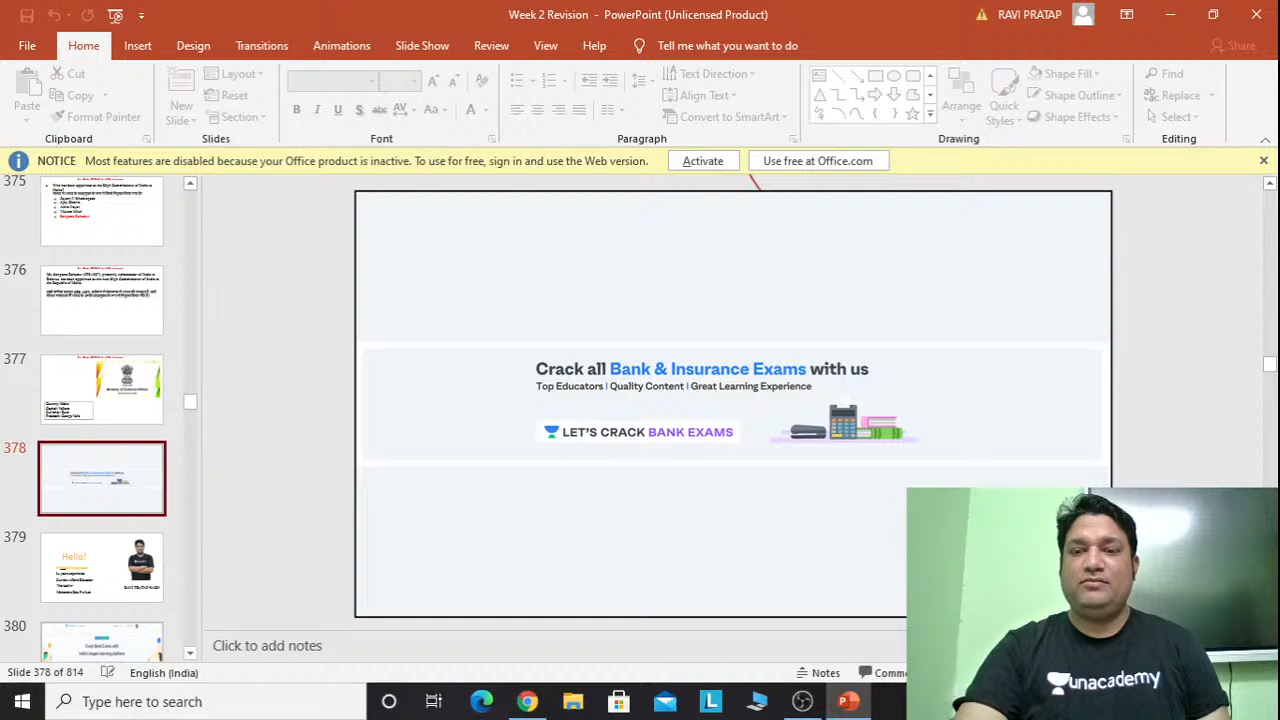 Week 2 Revision - PowerPoint (Unlicensed Product)
RAVI PRATAP
File Home Insert Design Transitions Animations Slide Show Review View Help Tell me what you want to do
Share
Paste
Cut
Copy
Format Painter
Clipboard
New Slide
Layout
Reset
Section
Slides
B I U S abc AV Aa A
Font
Text Direction
Align Text
Convert to SmartArt
Paragraph
Arrange
Quick Styles
Shape Fill
Shape Outline
Shape Effects
Drawing
Find
Replace
Select
Editing
NOTICE Most features are disabled because your Office product is inactive. To use for free, sign in and use the Web version.
Activate
Use free at Office.com
375
376
377
378
379
Hello!
380
Crack all Bank & Insurance Exams with us
Top Educators | Quality Content | Great Learning Experience
LET'S CRACK BANK EXAMS
unacademy
Click to add notes
Slide 378 of 814
English (India)
Notes
Comme
Type here to search